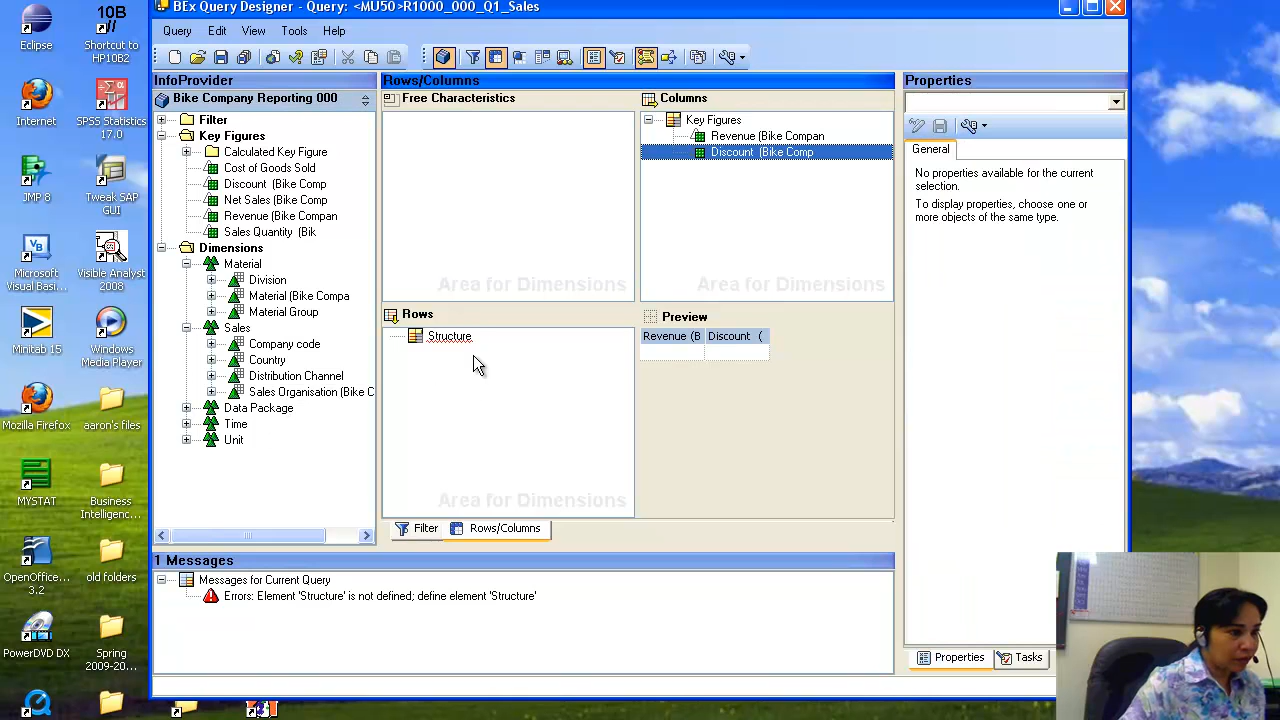 BEx Query Designer - Query: <MU50>R1000_000_Q1_Sales
Query Edit View Tools Help
InfoProvider
Bike Company Reporting 000
Filter
Key Figures
Calculated Key Figure
Cost of Goods Sold
Discount (Bike Comp
Net Sales (Bike Comp
Revenue (Bike Compan
Sales Quantity (Bik
Dimensions
Material
Division
Material (Bike Compa
Material Group
Sales
Company code
Country
Distribution Channel
Sales Organisation (Bike C
Data Package
Time
Unit
Rows/Columns
Free Characteristics
Area for Dimensions
Columns
Key Figures
Revenue (Bike Compan
Discount (Bike Comp
Area for Dimensions
Rows
Structure
Area for Dimensions
Preview
Revenue (B Discount (
Filter Rows/Columns
1 Messages
Messages for Current Query
Errors: Element 'Structure' is not defined; define element 'Structure'
Properties
General
No properties available for the current
selection.
To display properties, choose one or
more objects of the same type.
Properties Tasks
Eclipse
10B
Shortcut to
HP10B2
Internet
SPSS Statistics
17.0
JMP 8
Tweak SAP
GUI
Microsoft
Visual Basi...
Visible Analyst
2008
Minitab 15
Windows
Media Player
Mozilla Firefox
aaron's files
MYSTAT
Business
Intelligenc...
OpenOffice....
3.2
old folders
PowerDVD DX
Spring
2009-20...